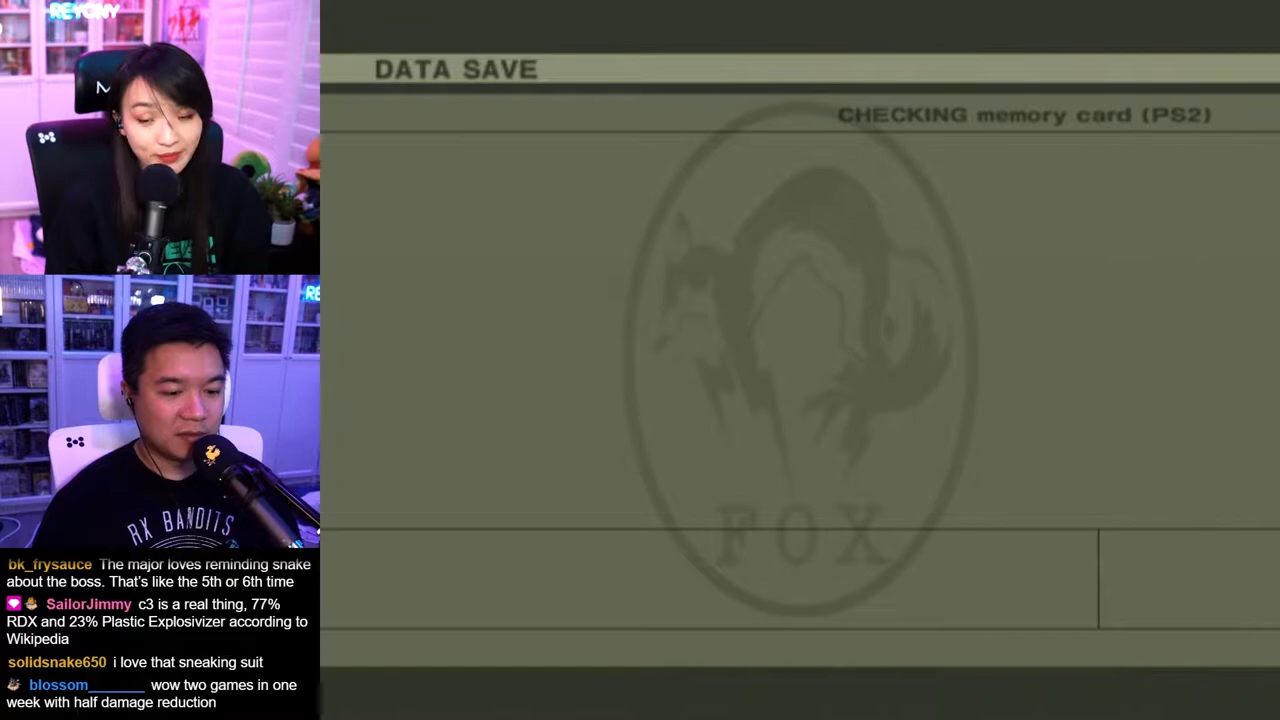 REYONY
DATA SAVE
CHECKING memory card (PS2)
FOX
RX BANDITS
bk_frysauce The major loves reminding snake
about the boss. That's like the 5th or 6th time
SailorJimmy c3 is a real thing, 77%
RDX and 23% Plastic Explosivizer according to
Wikipedia
solidsnake650 i love that sneaking suit
blossom_______ wow two games in one
week with half damage reduction